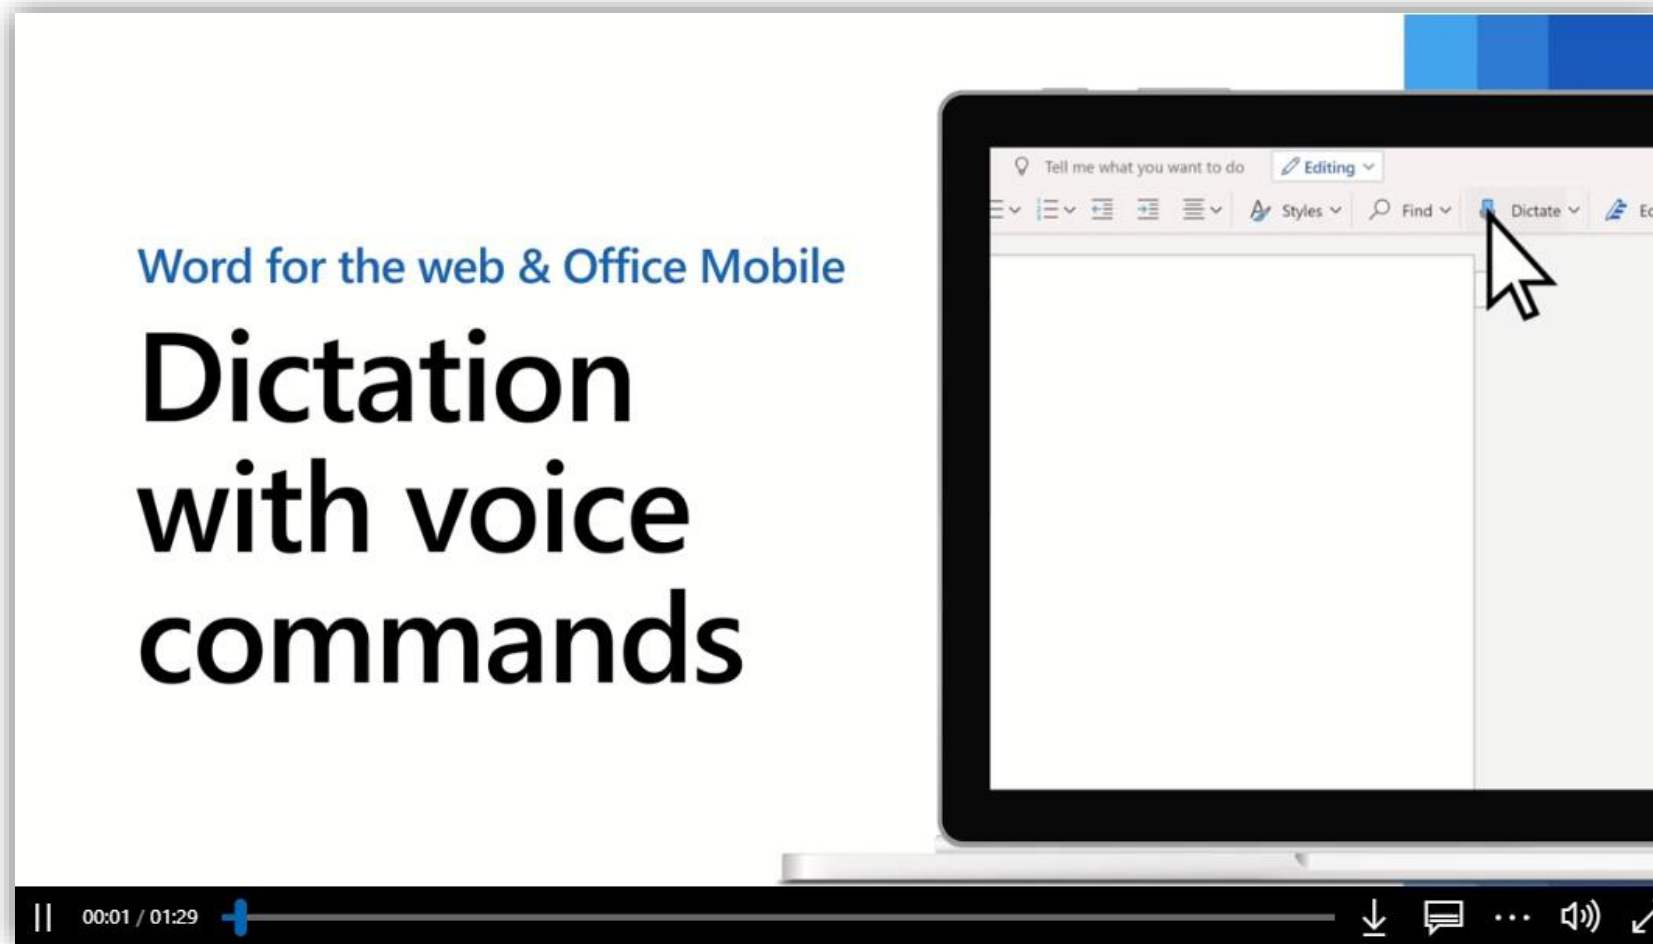 Tell me what you want to do Editing
Styles Find Dictate
Word for the web & Office Mobile
Dictation
with voice
commands
00:01 / 01:29